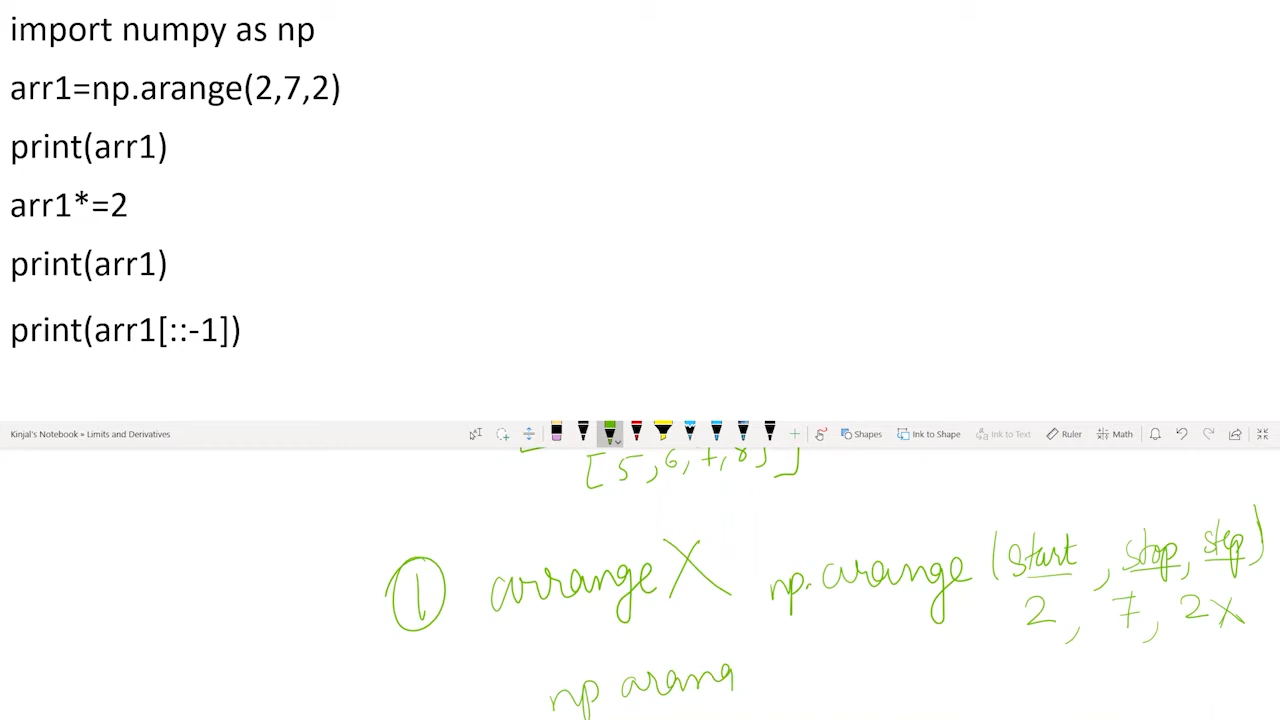 import numpy as np
arr1=np.arange(2,7,2)
print(arr1)
arr1*=2
print(arr1)
print(arr1[::-1])
Kinjal's Notebook » Limits and Derivatives
Shapes Ink to Shape Ink to Text Ruler Math
[5,6,7,8]]
① arrange X np.arange (start, stop, step)
2, 7, 2 X
np arang